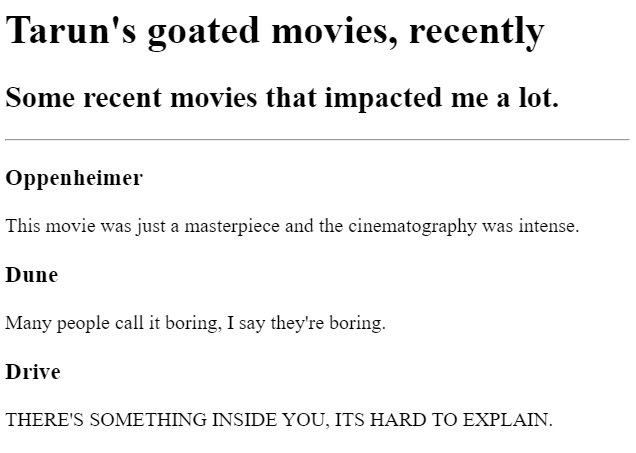 Tarun's goated movies, recently
Some recent movies that impacted me a lot.
Oppenheimer
This movie was just a masterpiece and the cinematography was intense.
Dune
Many people call it boring, I say they're boring.
Drive
THERE'S SOMETHING INSIDE YOU, ITS HARD TO EXPLAIN.